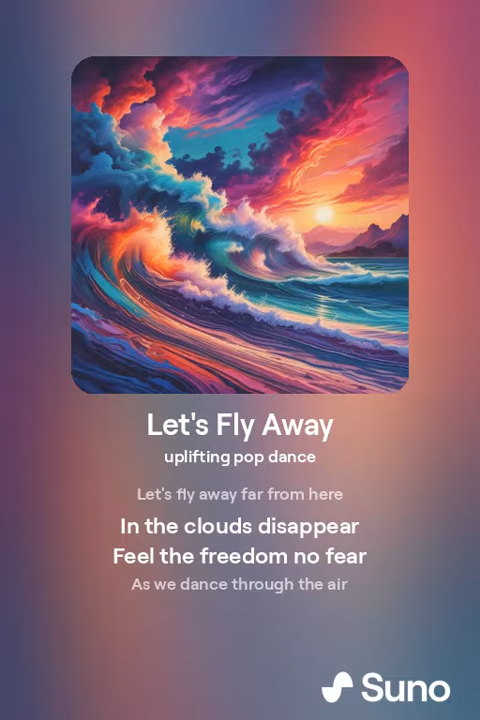 Let's Fly Away
uplifting pop dance
Let's fly away far from here
In the clouds disappear
Feel the freedom no fear
As we dance through the air
Suno